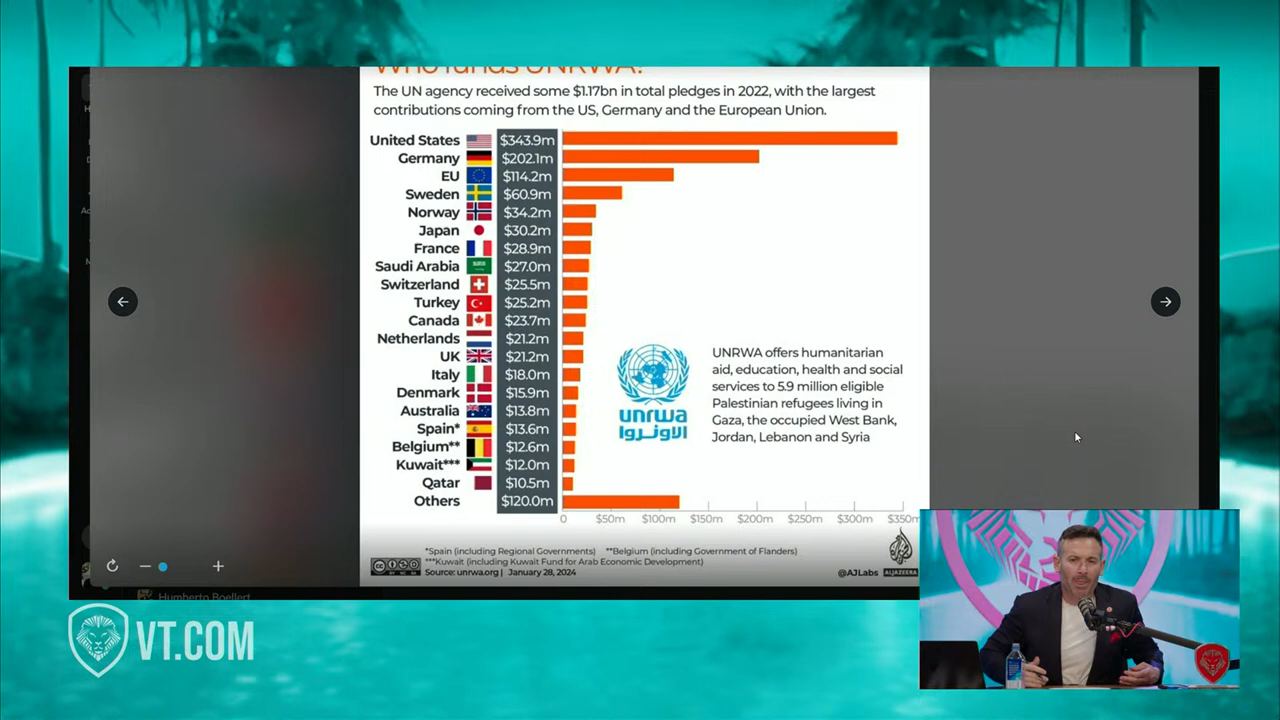 Who funds UNRWA?
The UN agency received some $1.17bn in total pledges in 2022, with the largest
contributions coming from the US, Germany and the European Union.
United States $343.9m
Germany $202.1m
EU $114.2m
Sweden $60.9m
Norway $34.2m
Japan $30.2m
France $28.9m
Saudi Arabia $27.0m
Switzerland $25.5m
Turkey $25.2m
Canada $23.7m
Netherlands $21.2m
UK $21.2m
Italy $18.0m
Denmark $15.9m
Australia $13.8m
Spain* $13.6m
Belgium** $12.6m
Kuwait*** $12.0m
Qatar $10.5m
Others $120.0m
0 $50m $100m $150m $200m $250m $300m $350m
unrwa
الاونروا
UNRWA offers humanitarian
aid, education, health and social
services to 5.9 million eligible
Palestinian refugees living in
Gaza, the occupied West Bank,
Jordan, Lebanon and Syria
*Spain (including Regional Governments) **Belgium (including Government of Flanders)
***Kuwait (including Kuwait Fund for Arab Economic Development)
Source: unrwa.org | January 28, 2024
@AJLabs ALJAZEERA
Humberto Boellert
VT.COM